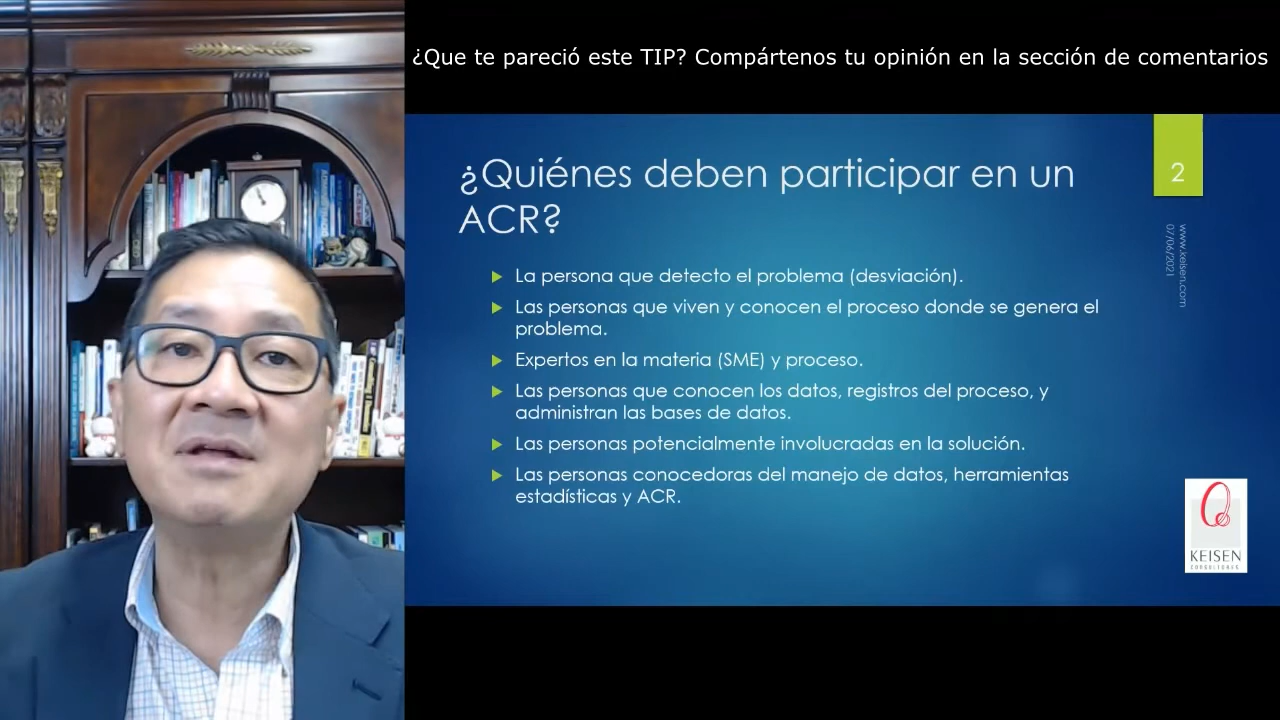 ¿Que te pareció este TIP? Compártenos tu opinión en la sección de comentarios
¿Quiénes deben participar en un
ACR?
2
www.keisen.com
07/06/2021
La persona que detecto el problema (desviación).
Las personas que viven y conocen el proceso donde se genera el
problema.
Expertos en la materia (SME) y proceso.
Las personas que conocen los datos, registros del proceso, y
administran las bases de datos.
Las personas potencialmente involucradas en la solución.
Las personas conocedoras del manejo de datos, herramientas
estadísticas y ACR.
KEISEN
CONSULTORES